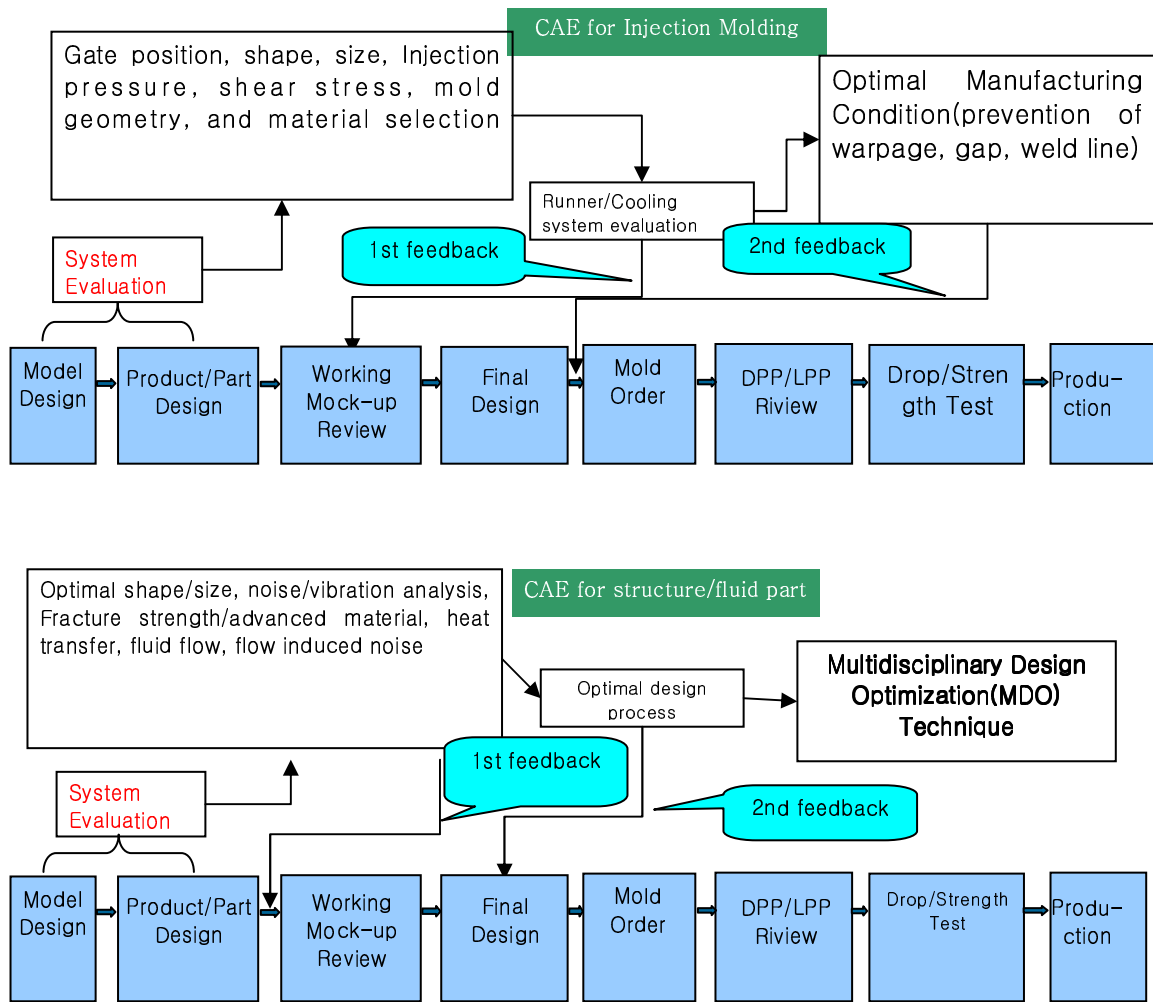 CAE for Injection Molding
Gate position, shape, size, Injection
pressure, shear stress, mold
geometry, and material selection
Optimal Manufacturing
Condition(prevention of
warpage, gap, weld line)
Runner/Cooling
system evaluation
1st feedback
2nd feedback
System
Evaluation
Model
Design
Product/Part
Design
Working
Mock-up
Review
Final
Design
Mold
Order
DPP/LPP
Riview
Drop/Stren
gth Test
Produ-
ction
CAE for structure/fluid part
Optimal shape/size, noise/vibration analysis,
Fracture strength/advanced material, heat
transfer, fluid flow, flow induced noise
Optimal design
process
Multidisciplinary Design
Optimization(MDO)
Technique
1st feedback
2nd feedback
System
Evaluation
Model
Design
Product/Part
Design
Working
Mock-up
Review
Final
Design
Mold
Order
DPP/LPP
Riview
Drop/Strength
Test
Produ-
ction